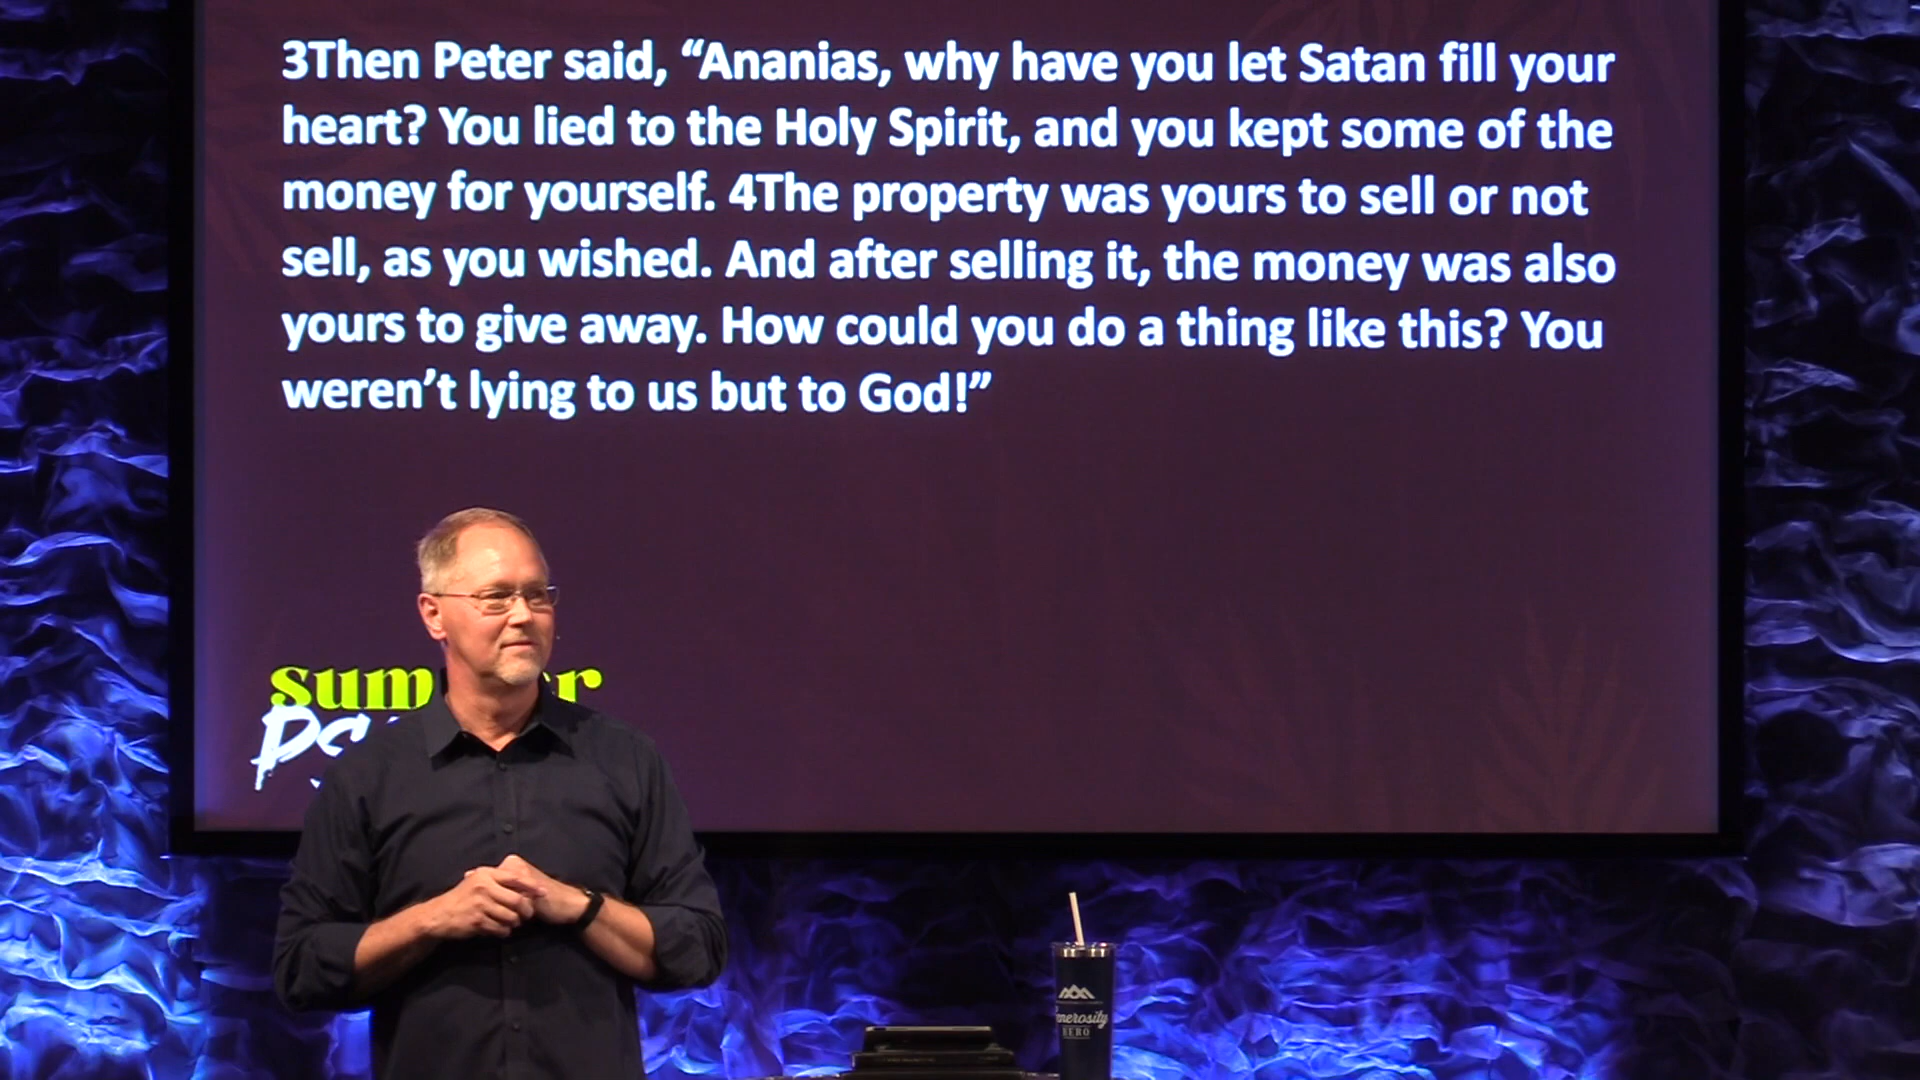 3Then Peter said, “Ananias, why have you let Satan fill your
heart? You lied to the Holy Spirit, and you kept some of the
money for yourself. 4The property was yours to sell or not
sell, as you wished. And after selling it, the money was also
yours to give away. How could you do a thing like this? You
weren’t lying to us but to God!”
HERO